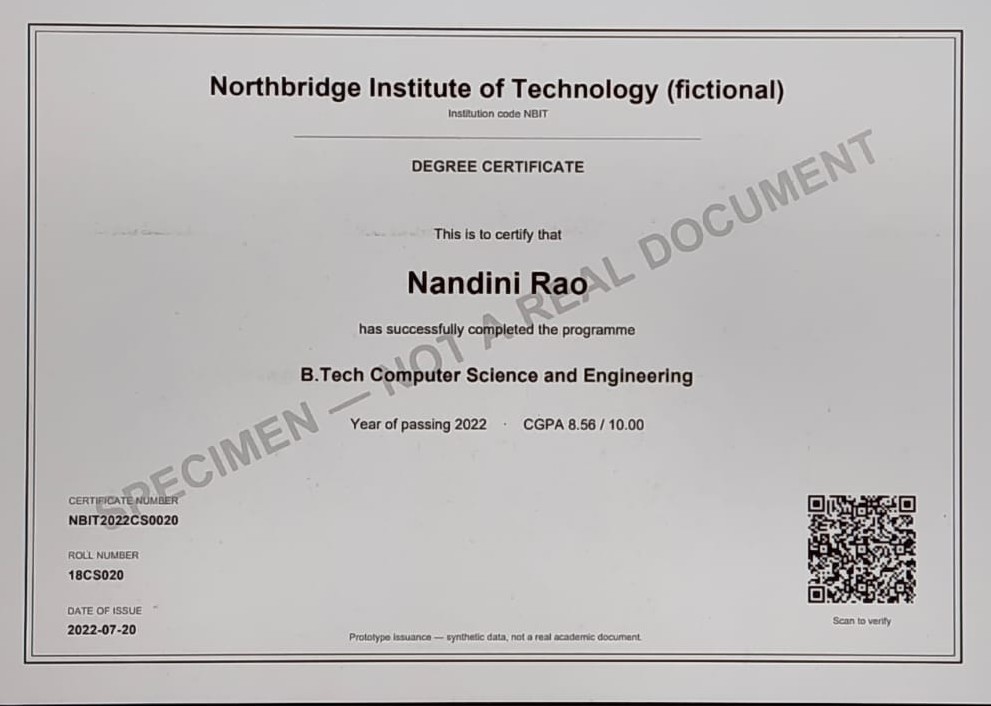 Northbridge Institute of Technology (fictional)
Institution code NBIT
DEGREE CERTIFICATE
This is to certify that
Nandini Rao
has successfully completed the programme
B.Tech Computer Science and Engineering
Year of passing 2022 · CGPA 8.56 / 10.00
SPECIMEN — NOT A REAL DOCUMENT
CERTIFICATE NUMBER
NBIT2022CS0020
ROLL NUMBER
18CS020
DATE OF ISSUE
2022-07-20
Scan to verify
Prototype issuance — synthetic data, not a real academic document.